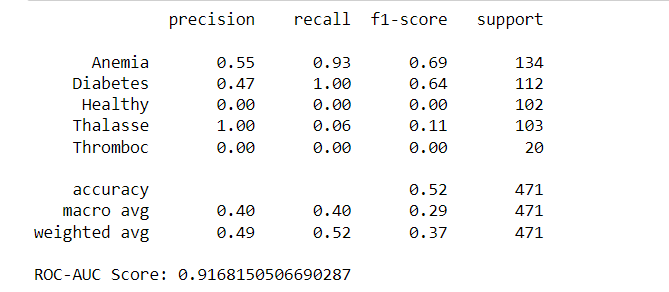 precision recall f1-score support
Anemia 0.55 0.93 0.69 134
Diabetes 0.47 1.00 0.64 112
Healthy 0.00 0.00 0.00 102
Thalasse 1.00 0.06 0.11 103
Thromboc 0.00 0.00 0.00 20
accuracy 0.52 471
macro avg 0.40 0.40 0.29 471
weighted avg 0.49 0.52 0.37 471
ROC-AUC Score: 0.9168150506690287